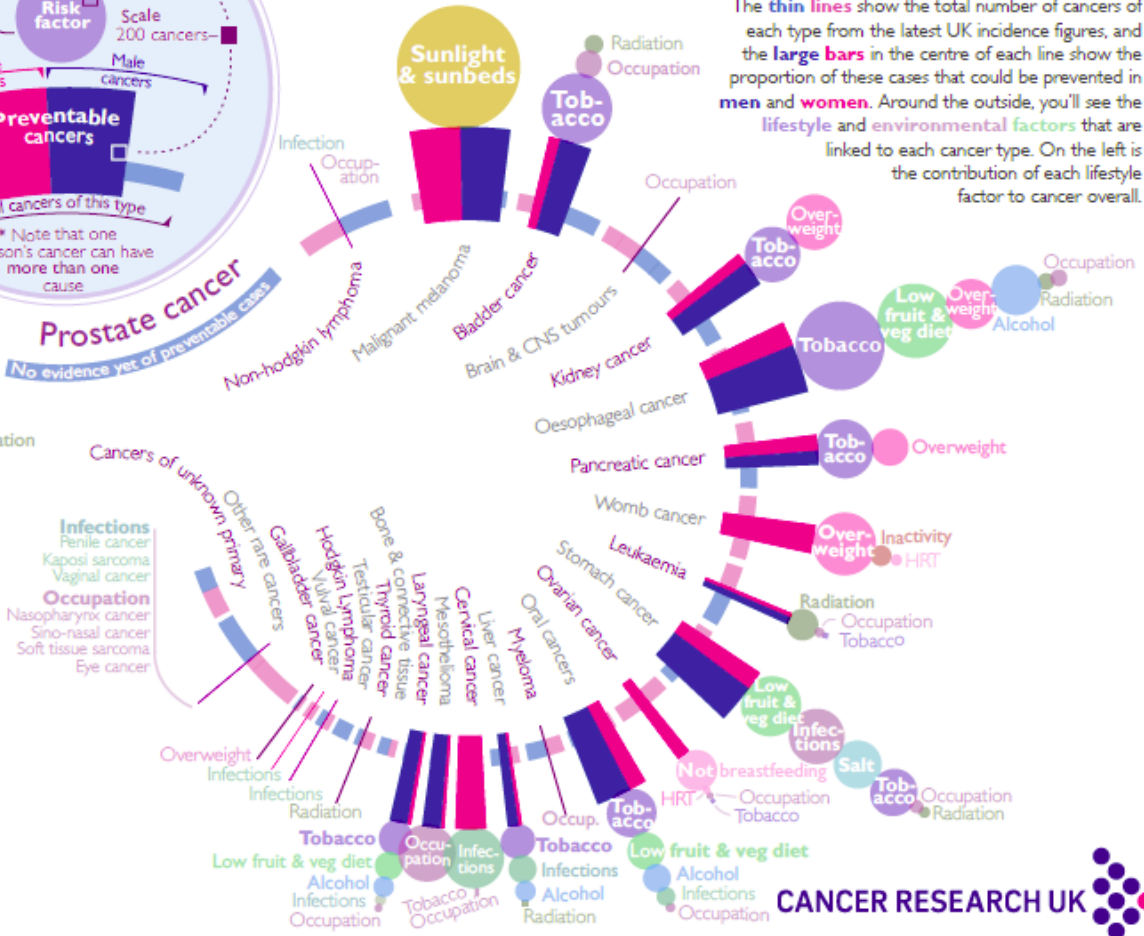 Risk
factor
Scale
200 cancers
Male
cancers
Preventable
cancers
cancers of this type
* Note that one
son's cancer can have
more than one
cause
Prostate cancer
No evidence yet of preventable cases
The thin lines show the total number of cancers of
each type from the latest UK incidence figures, and
the large bars in the centre of each line show the
proportion of these cases that could be prevented in
men and women. Around the outside, you'll see the
lifestyle and environmental factors that are
linked to each cancer type. On the left is
the contribution of each lifestyle
factor to cancer overall.
Infection
Occup-
ation
Non-hodgkin lymphoma
Sunlight
& sunbeds
Malignant melanoma
Radiation
Occupation
Tob-
acco
Bladder cancer
Occupation
Brain & CNS tumours
Over-
weight
Tob-
acco
Kidney cancer
Tobacco
Low
fruit &
veg diet
Over-
weight
Alcohol
Occupation
Radiation
Oesophageal cancer
Pancreatic cancer
Tob-
acco
Overweight
Womb cancer
Over-
weight
Inactivity
HRT
Leukaemia
Radiation
Occupation
Tobacco
Stomach cancer
Low
fruit &
veg diet
Infec-
tions
Salt
Tob-
acco
Occupation
Radiation
Ovarian cancer
Not breastfeeding
HRT
Occupation
Tobacco
Oral cancers
Tob-
acco
Low fruit & veg diet
Alcohol
Infections
Occupation
Myeloma
Occup.
Liver cancer
Tobacco
Infections
Alcohol
Radiation
Cervical cancer
Infec-
tions
Tobacco
Occupation
Mesothelioma
Occu-
pation
Laryngeal cancer
Tobacco
Low fruit & veg diet
Alcohol
Infections
Occupation
Bone & connective tissue
Thyroid cancer
Radiation
Testicular cancer
Hodgkin Lymphoma
Infections
Vulval cancer
Infections
Gallbladder cancer
Overweight
Other rare cancers
Cancers of unknown primary
ation
Infections
Penile cancer
Kaposi sarcoma
Vaginal cancer
Occupation
Nasopharynx cancer
Sino-nasal cancer
Soft tissue sarcoma
Eye cancer
CANCER RESEARCH UK